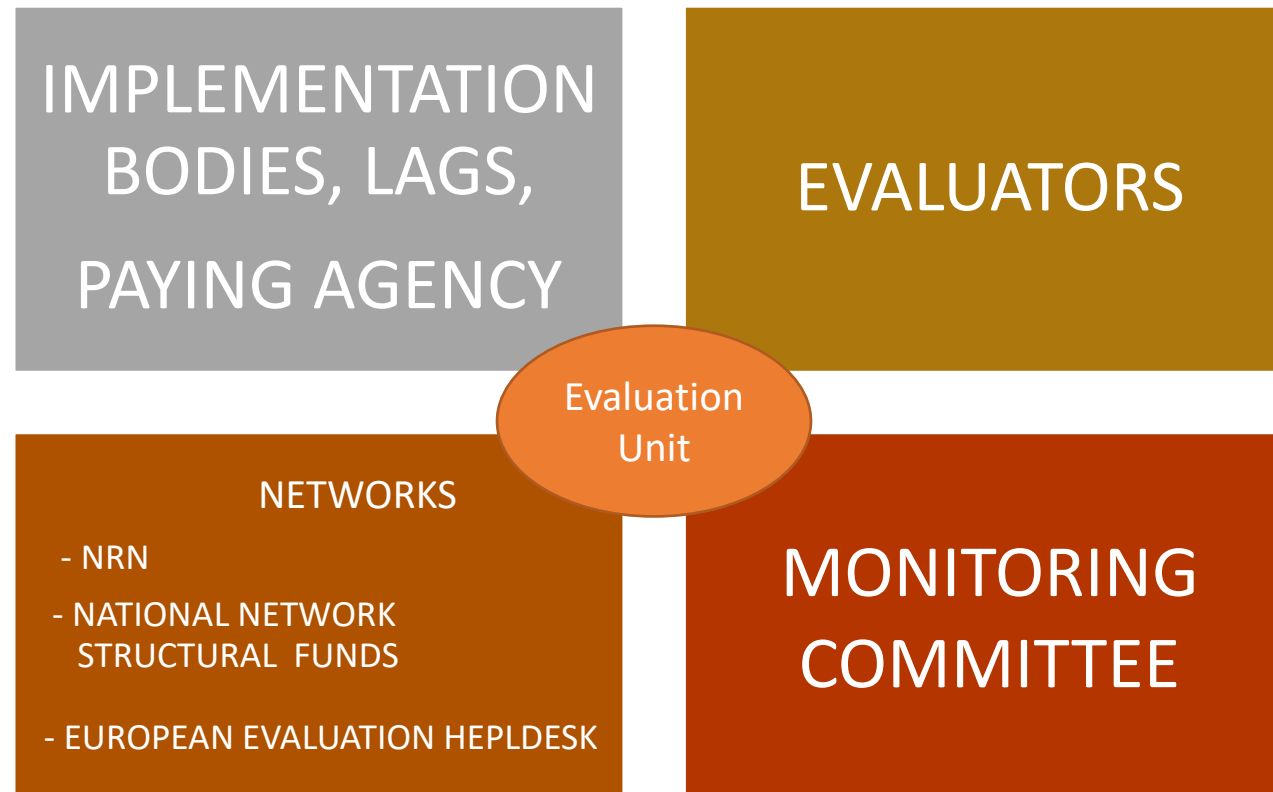 IMPLEMENTATION
BODIES, LAGS,
PAYING AGENCY
EVALUATORS
Evaluation
Unit
NETWORKS
- NRN
- NATIONAL NETWORK
STRUCTURAL FUNDS
- EUROPEAN EVALUATION HEPLDESK
MONITORING
COMMITTEE